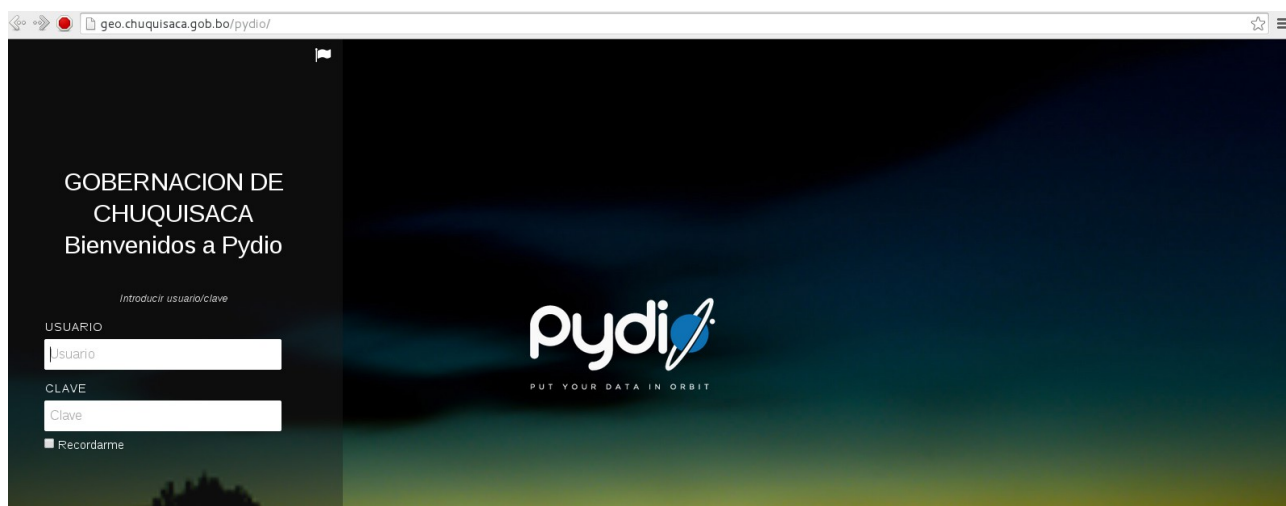 geo.chuquisaca.gob.bo/pydio/
GOBERNACION DE
CHUQUISACA
Bienvenidos a Pydio
Introducir usuario/clave
USUARIO
Usuario
CLAVE
Clave
Recordarme
pydio
PUT YOUR DATA IN ORBIT